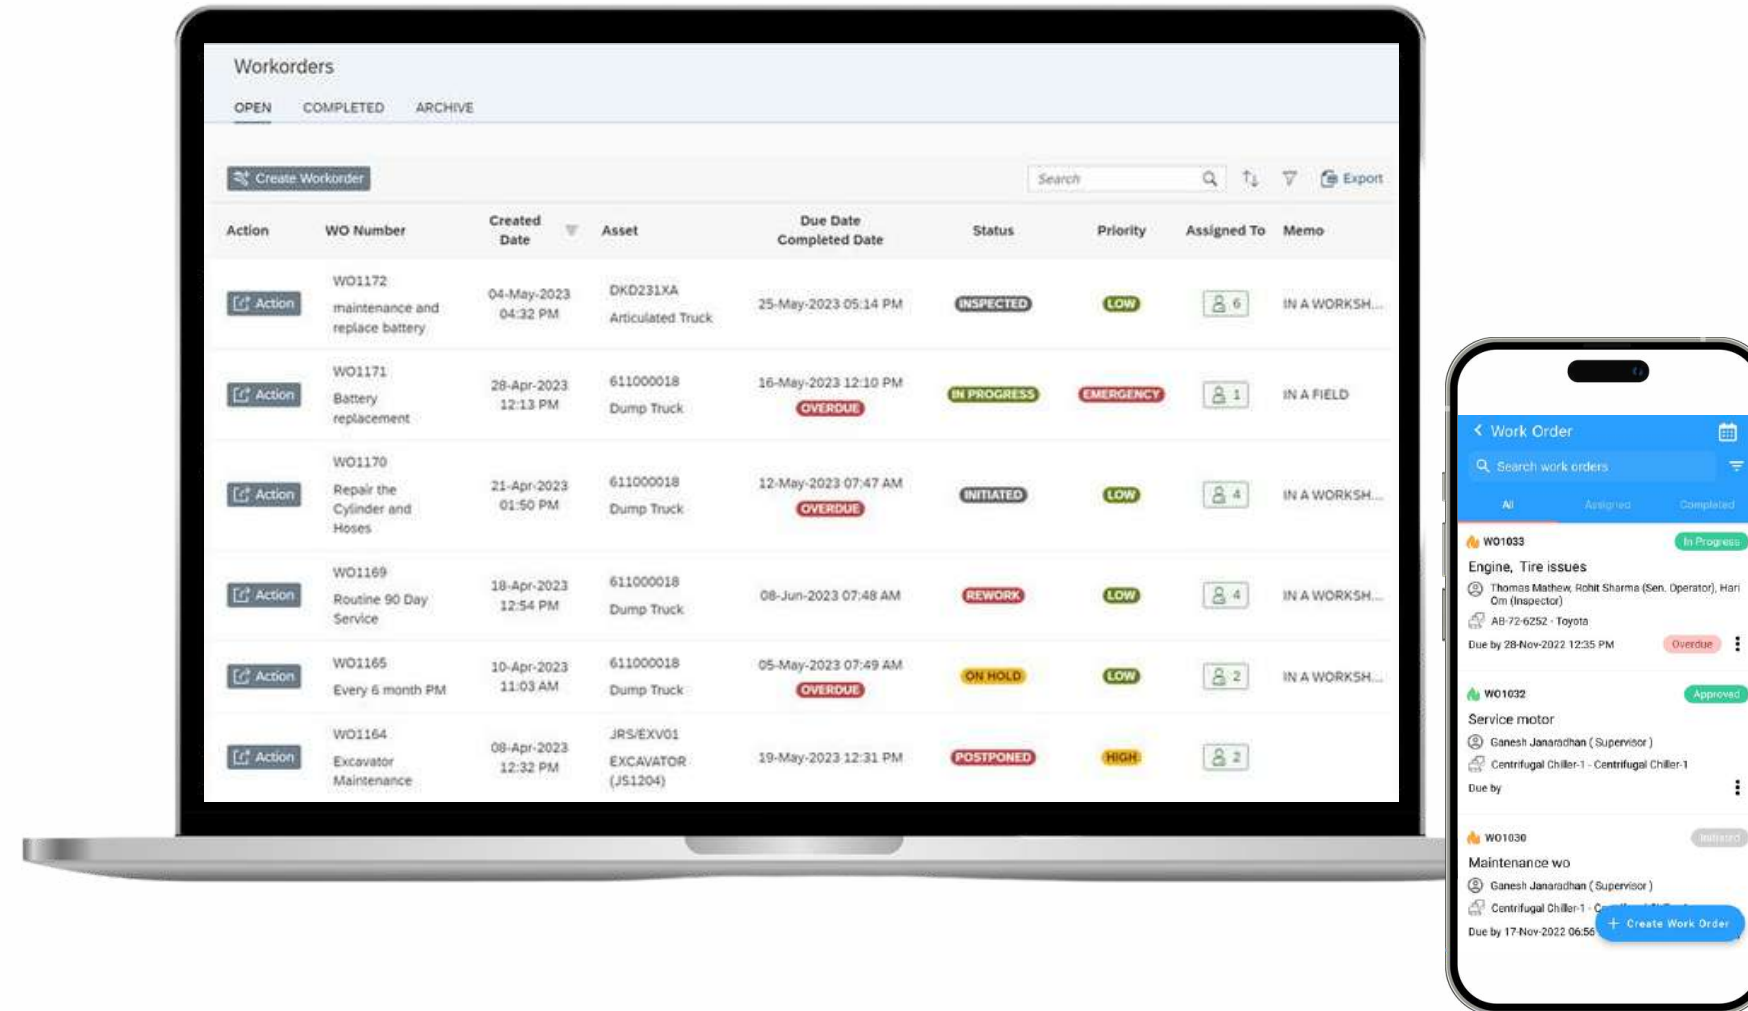 Workorders
OPEN COMPLETED ARCHIVE
Create Workorder Search Export
Action WO Number Created Date Asset Due Date Completed Date Status Priority Assigned To Memo
WO1172
maintenance and
replace battery
04-May-2023
04:32 PM
DKD231XA
Articulated Truck
25-May-2023 05:14 PM
INSPECTED
LOW
6
IN A WORKSH...
Action
WO1171
Battery
replacement
28-Apr-2023
12:13 PM
611000018
Dump Truck
16-May-2023 12:10 PM
OVERDUE
IN PROGRESS
EMERGENCY
1
IN A FIELD
Action
WO1170
Repair the
Cylinder and
Hoses
21-Apr-2023
01:50 PM
611000018
Dump Truck
12-May-2023 07:47 AM
OVERDUE
INITIATED
LOW
4
IN A WORKSH...
Action
WO1169
Routine 90 Day
Service
18-Apr-2023
12:54 PM
611000018
Dump Truck
08-Jun-2023 07:48 AM
REWORK
LOW
4
IN A WORKSH...
Action
WO1165
Every 6 month PM
10-Apr-2023
11:03 AM
611000018
Dump Truck
05-May-2023 07:49 AM
OVERDUE
ON HOLD
LOW
2
IN A WORKSH...
Action
WO1164
Excavator
Maintenance
08-Apr-2023
12:32 PM
JRS/EXV01
EXCAVATOR
(JS1204)
19-May-2023 12:31 PM
POSTPONED
HIGH
2
Action
Work Order
Search work orders
All Assigned Completed
WO1033 In Progress
Engine, Tire issues
Thomas Mathew, Rohit Sharma (Sen. Operator), Hari
Om (Inspector)
AB-72-6252 - Toyota
Due by 28-Nov-2022 12:35 PM Overdue
WO1032 Approved
Service motor
Ganesh Janaradhan ( Supervisor )
Centrifugal Chiller-1 - Centrifugal Chiller-1
Due by
WO1030 Initiated
Maintenance wo
Ganesh Janaradhan ( Supervisor )
Centrifugal Chiller-1 -
Due by 17-Nov-2022 06:56
+ Create Work Order